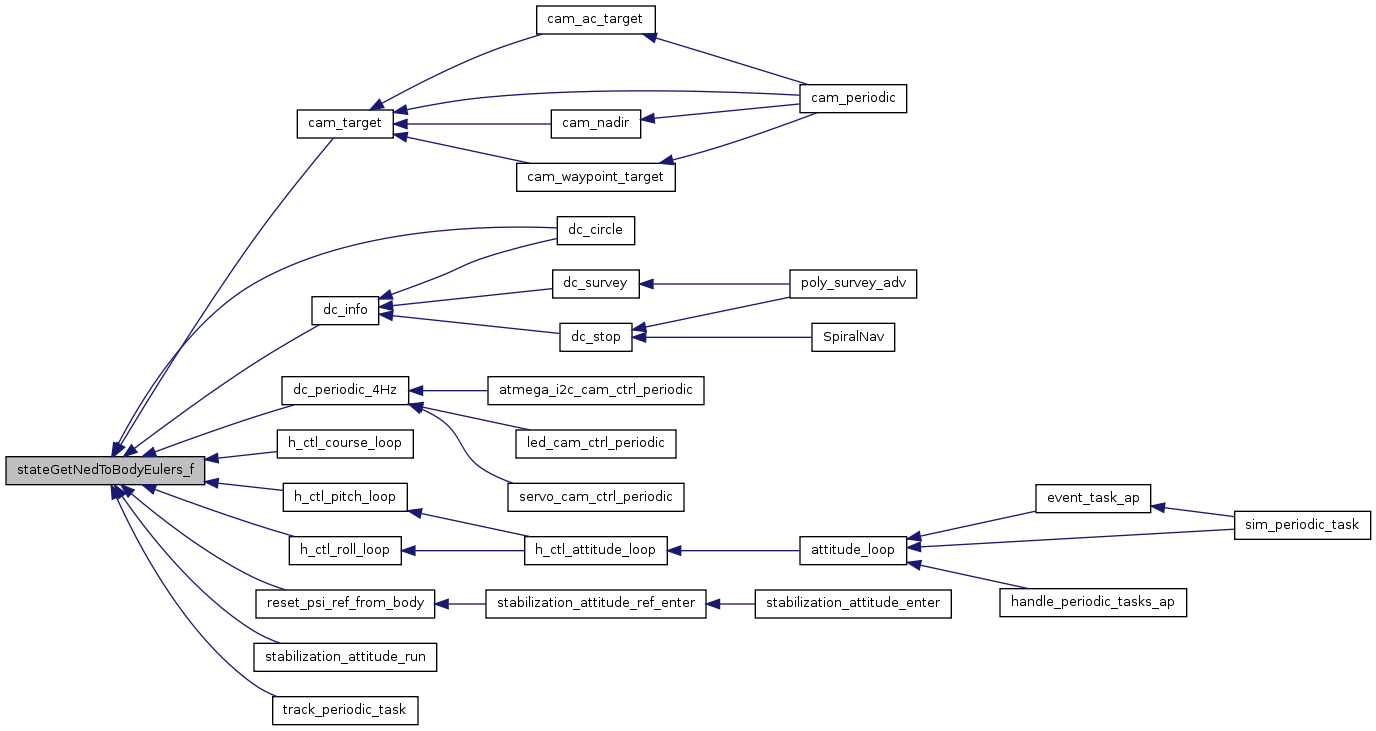 cam_ac_target
cam_periodic
cam_target
cam_nadir
cam_waypoint_target
dc_circle
dc_survey
poly_survey_adv
dc_info
dc_stop
SpiralNav
dc_periodic_4Hz
atmega_i2c_cam_ctrl_periodic
h_ctl_course_loop
led_cam_ctrl_periodic
stateGetNedToBodyEulers_f
h_ctl_pitch_loop
servo_cam_ctrl_periodic
event_task_ap
sim_periodic_task
h_ctl_roll_loop
h_ctl_attitude_loop
attitude_loop
reset_psi_ref_from_body
stabilization_attitude_ref_enter
stabilization_attitude_enter
handle_periodic_tasks_ap
stabilization_attitude_run
track_periodic_task